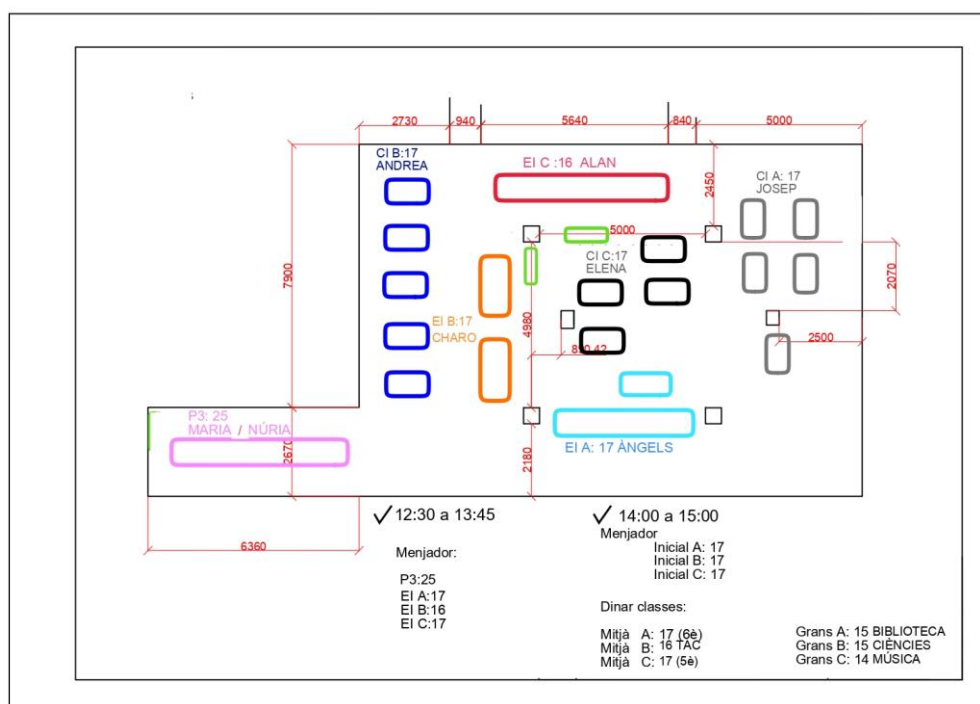 2730 940 5640 840 5000
CI B:17
ANDREA
EI C :16 ALAN
2450
CI A: 17
JOSEP
5000
CI C:17
ELENA
7900
2070
EI B:17
CHARO
4980
890,42
2500
P3: 25
MARIA / NÚRIA
2670
EI A: 17 ÀNGELS
2180
6360
12:30 a 13:45
Menjador:
P3:25
EI A:17
EI B:16
EI C:17
14:00 a 15:00
Menjador
Inicial A: 17
Inicial B: 17
Inicial C: 17
Dinar classes:
Mitjà A: 17 (6è)
Mitjà B: 16 TAC
Mitjà C: 17 (5è)
Grans A: 15 BIBLIOTECA
Grans B: 15 CIÈNCIES
Grans C: 14 MÚSICA